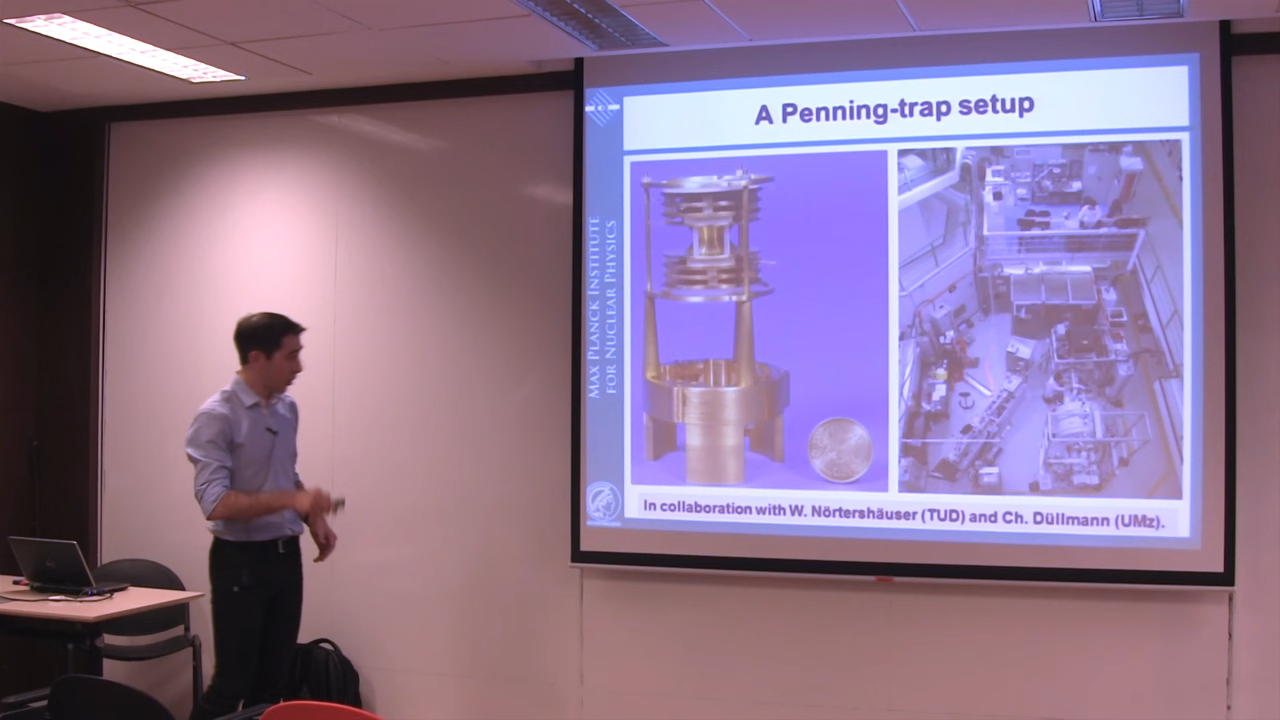 A Penning-trap setup
MAX PLANCK INSTITUTE
FOR NUCLEAR PHYSICS
In collaboration with W. Nörtershäuser (TUD) and Ch. Düllmann (UMz).